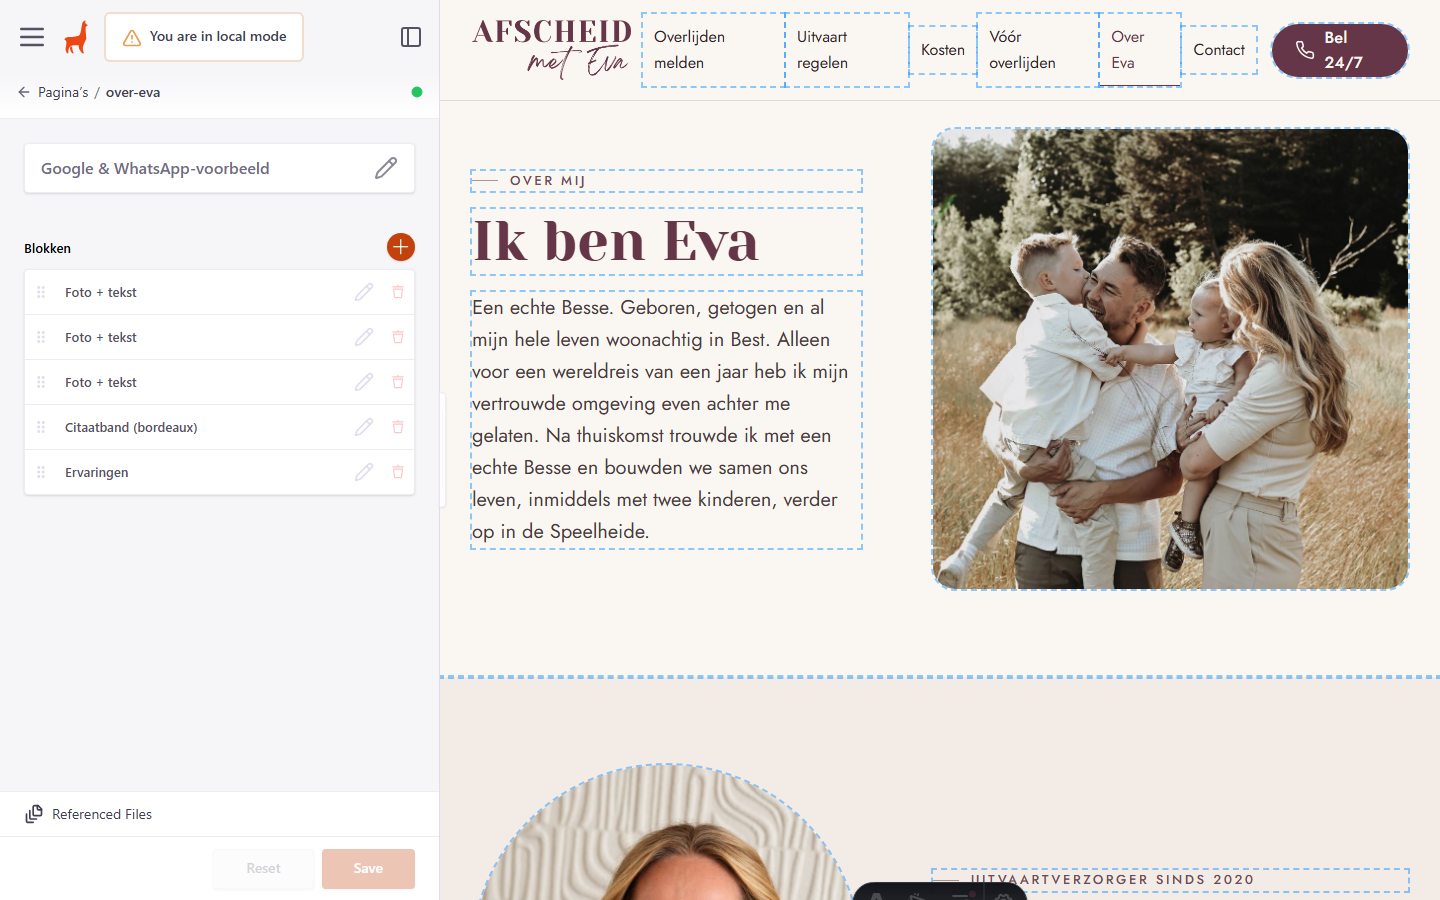 You are in local mode
Pagina's / over-eva
Google & WhatsApp-voorbeeld
Blokken
Foto + tekst
Foto + tekst
Foto + tekst
Citaatband (bordeaux)
Ervaringen
Referenced Files
Reset
Save
AFSCHEID
met Eva
Overlijden
melden
Uitvaart
regelen
Kosten
Vóór
overlijden
Over
Eva
Contact
Bel
24/7
OVER MIJ
Ik ben Eva
Een echte Besse. Geboren, getogen en al
mijn hele leven woonachtig in Best. Alleen
voor een wereldreis van een jaar heb ik mijn
vertrouwde omgeving even achter me
gelaten. Na thuiskomst trouwde ik met een
echte Besse en bouwden we samen ons
leven, inmiddels met twee kinderen, verder
op in de Speelheide.
UITVAARTVERZORGER SINDS 2020